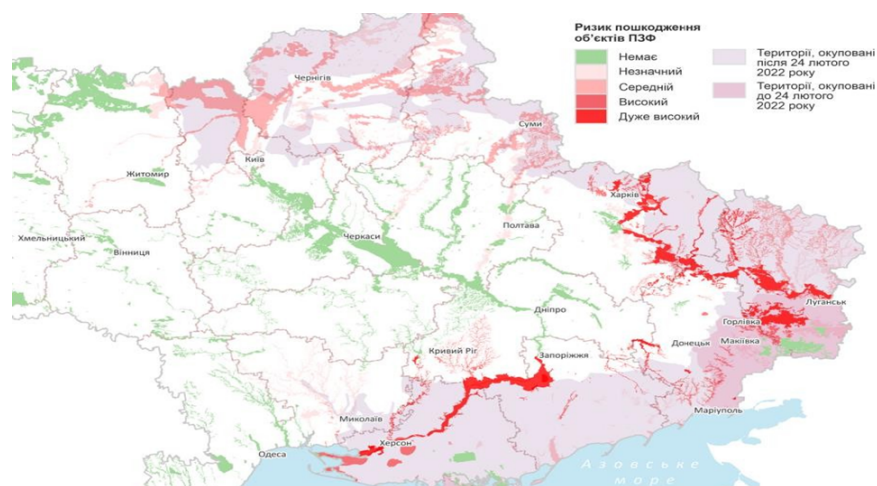 Ризик пошкодження
об'єктів ПЗФ
Немає
Незначний
Середній
Високий
Дуже високий
Території, окуповані
після 24 лютого
2022 року
Території, окуповані
до 24 лютого
2022 року
Чернігів
Суми
Київ
Житомир
Харків
Хмельницький
Вінниця
Черкаси
Полтава
Луганськ
Дніпро
Горлівка
Донецьк
Макіївка
Кривий Ріг
Запоріжжя
Маріуполь
Миколаїв
Херсон
Одеса
Азовське
море